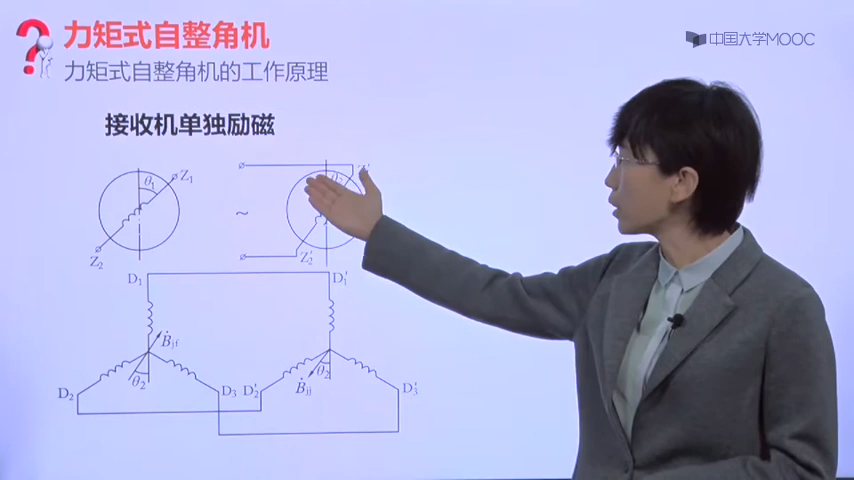 力矩式自整角机
中国大学MOOC
力矩式自整角机的工作原理
接收机单独励磁
θ₁ Z₁
Z₂
~
θ₂
Z₂'
D₁ D₁'
Ḃjf
θ₂
Ḃjj
θ₂
D₂ D₃ D₂' D₃'